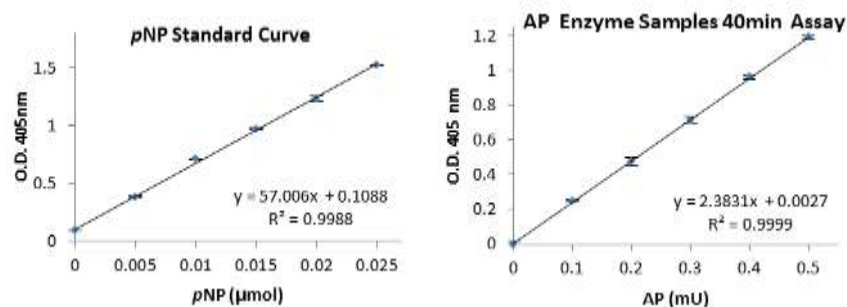 pNP Standard Curve
O.D. 405nm
1.5
1
0.5
0
y = 57.006x + 0.1088
R² = 0.9988
0 0.005 0.01 0.015 0.02 0.025
pNP (µmol)
AP Enzyme Samples 40min Assay
O.D. 405 nm
1.2
1
0.8
0.6
0.4
0.2
0
y = 2.3831x + 0.0027
R² = 0.9999
0 0.1 0.2 0.3 0.4 0.5
AP (mU)